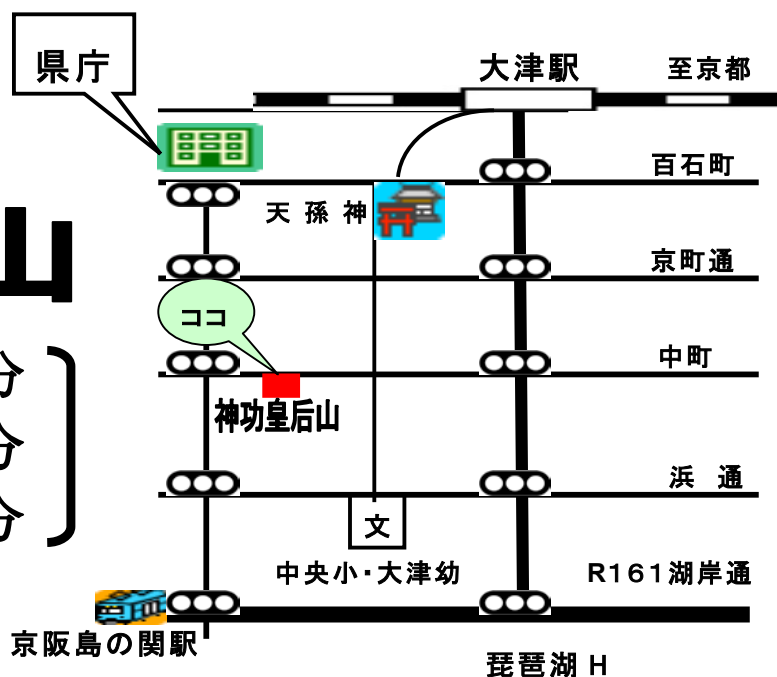 県庁
大津駅
至京都
百石町
天孫神
京町通
ココ
中町
神功皇后山
山
分
分
分
浜 通
文
中央小・大津幼
R161湖岸通
京阪島の関駅
琵琶湖 H